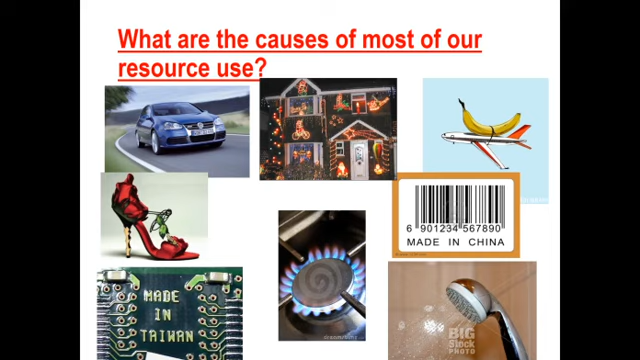 What are the causes of most of our
resource use?
6 901234 567890
MADE IN CHINA
MADE
IN
TAIWAN
BIG
Stock
PHOTO